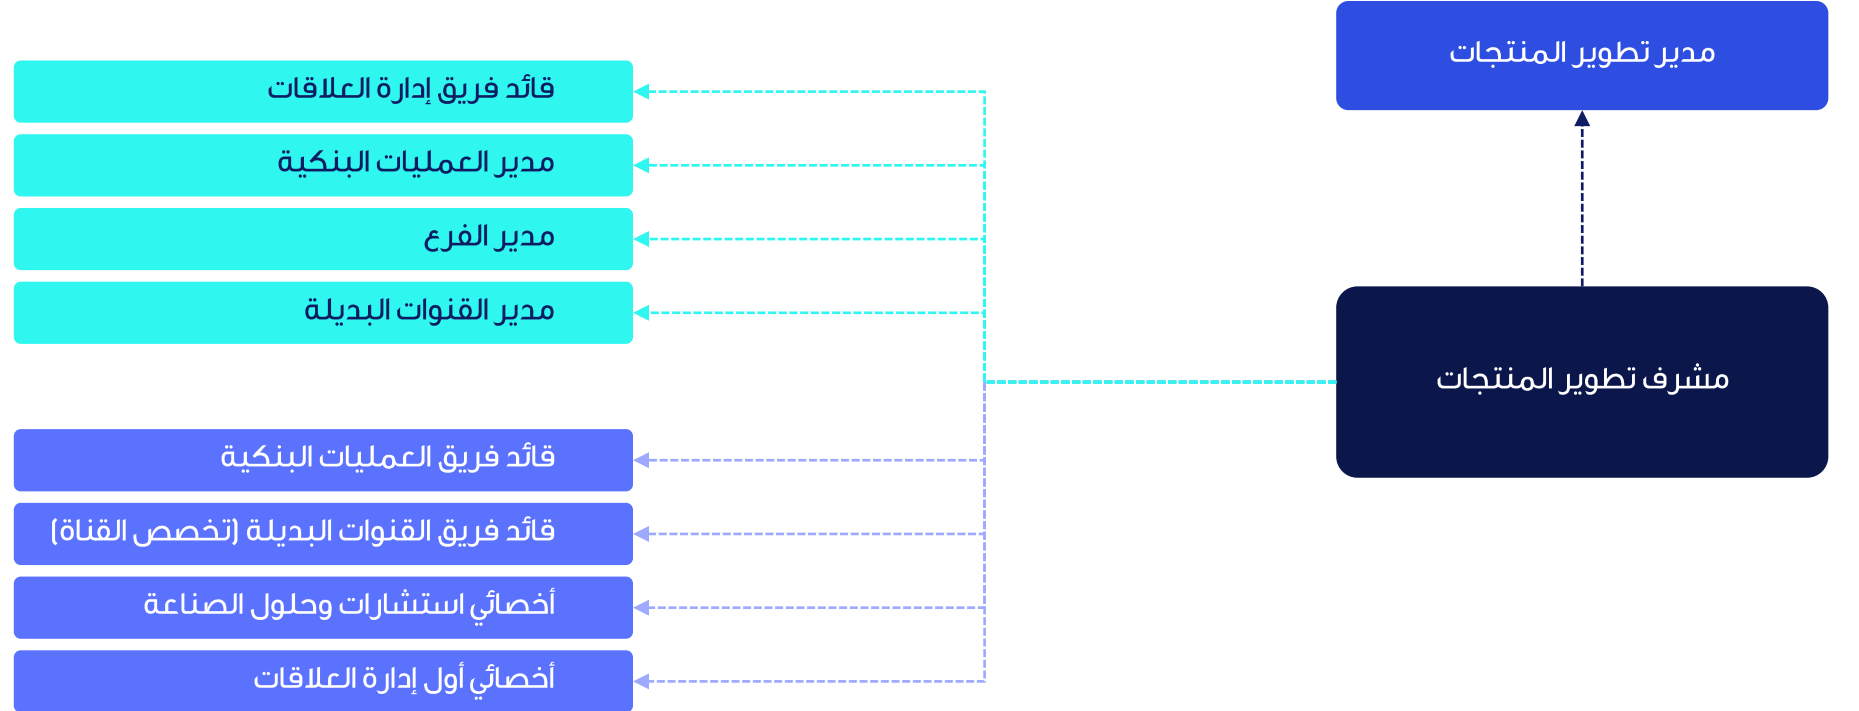 مدير تطوير المنتجات
مشرف تطوير المنتجات
قائد فريق إدارة العلاقات
مدير العمليات البنكية
مدير الفرع
مدير القنوات البديلة
قائد فريق العمليات البنكية
قائد فريق القنوات البديلة (تخصص القناة)
أخصائي استشارات وحلول الصناعة
أخصائي أول إدارة العلاقات